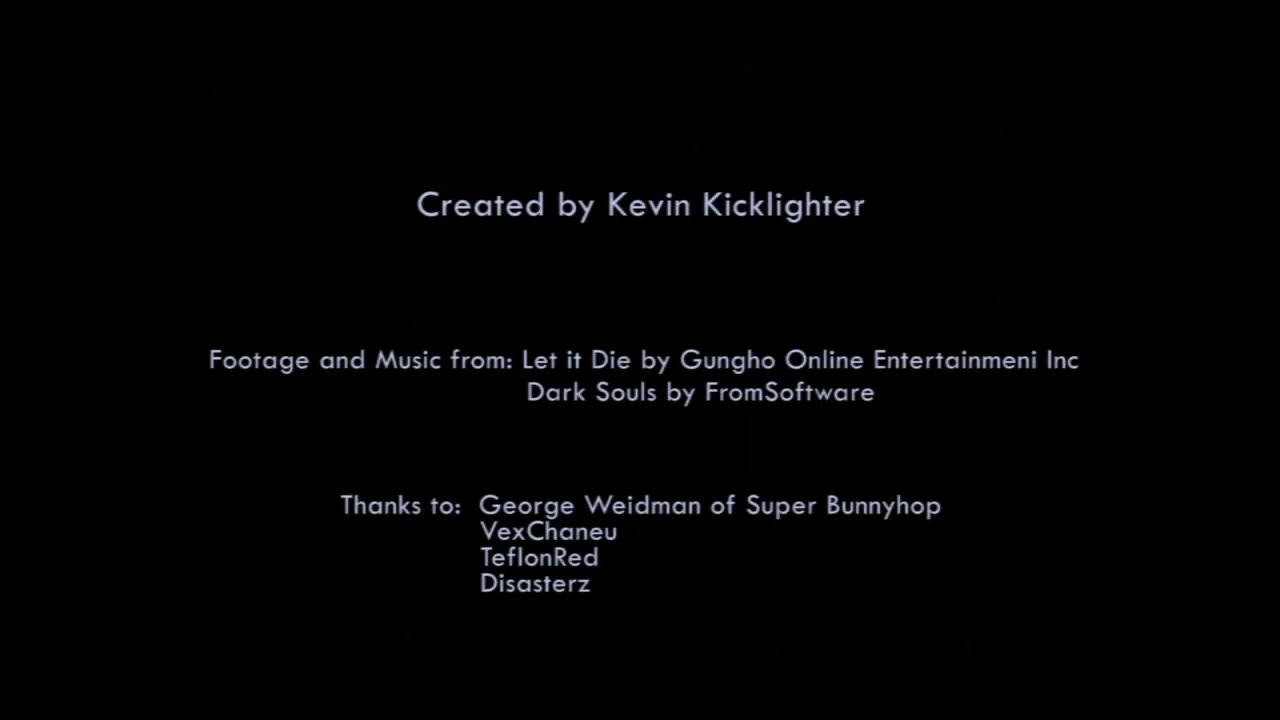 Created by Kevin Kicklighter
Footage and Music from: Let it Die by Gungho Online Entertainmeni Inc
Dark Souls by FromSoftware
Thanks to: George Weidman of Super Bunnyhop
VexChaneu
TeflonRed
Disasterz